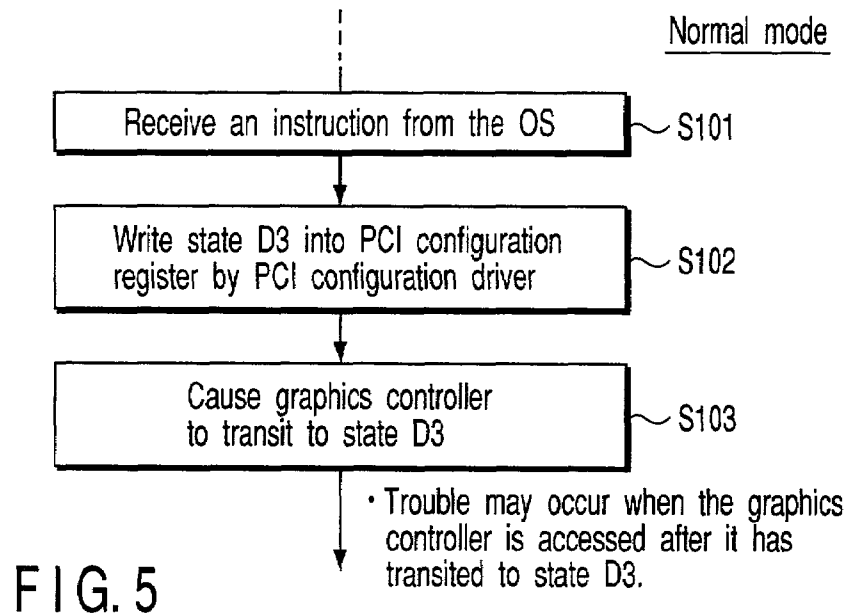 Normal mode
Receive an instruction from the OS
S101
Write state D3 into PCI configuration
register by PCI configuration driver
S102
Cause graphics controller
to transit to state D3
S103
• Trouble may occur when the graphics
controller is accessed after it has
transited to state D3.
FIG. 5